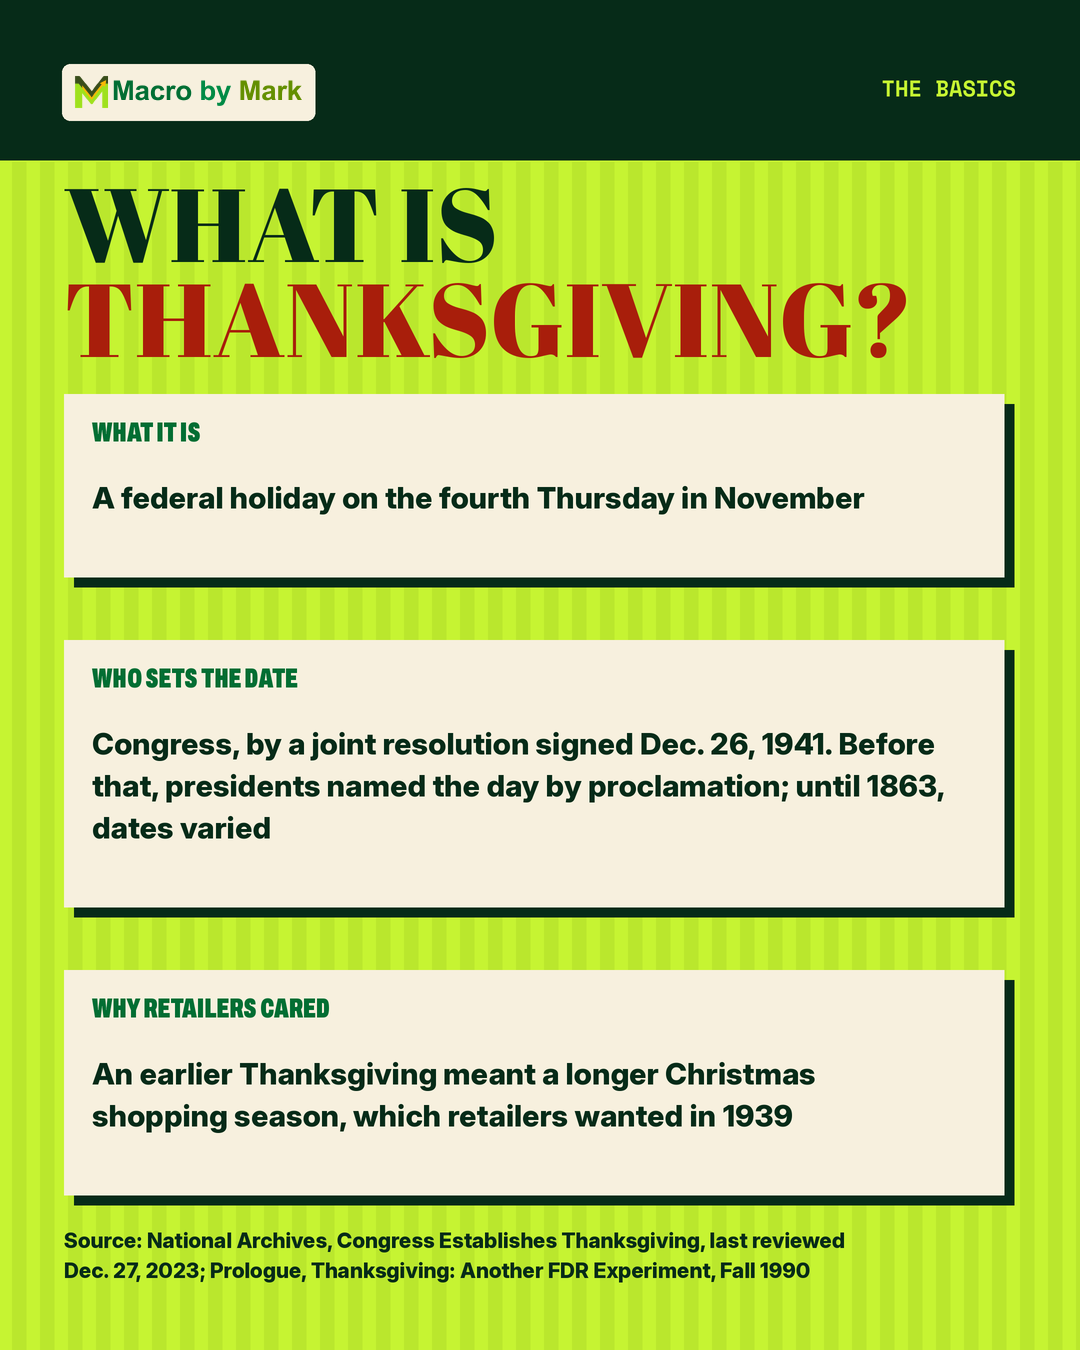 Macro by Mark
THE BASICS
WHAT IS
THANKSGIVING?
WHAT IT IS
A federal holiday on the fourth Thursday in November
WHO SETS THE DATE
Congress, by a joint resolution signed Dec. 26, 1941. Before
that, presidents named the day by proclamation; until 1863,
dates varied
WHY RETAILERS CARED
An earlier Thanksgiving meant a longer Christmas
shopping season, which retailers wanted in 1939
Source: National Archives, Congress Establishes Thanksgiving, last reviewed
Dec. 27, 2023; Prologue, Thanksgiving: Another FDR Experiment, Fall 1990